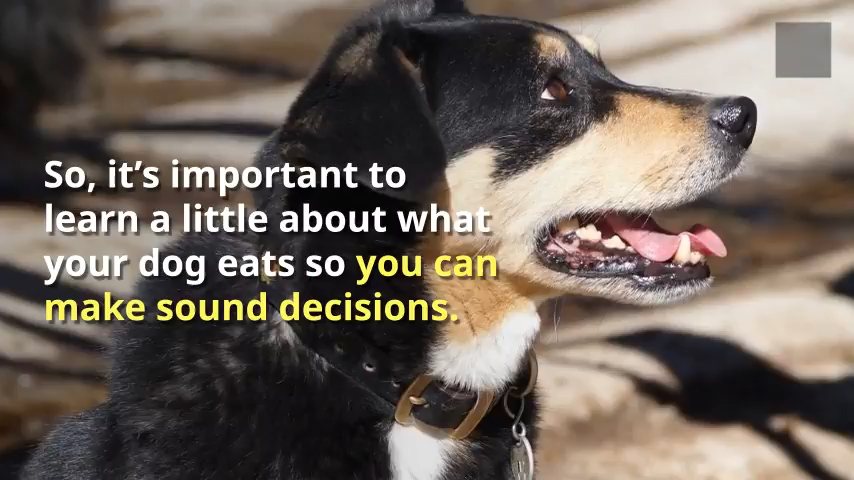 So, it’s important to
learn a little about what
your dog eats so you can
make sound decisions.